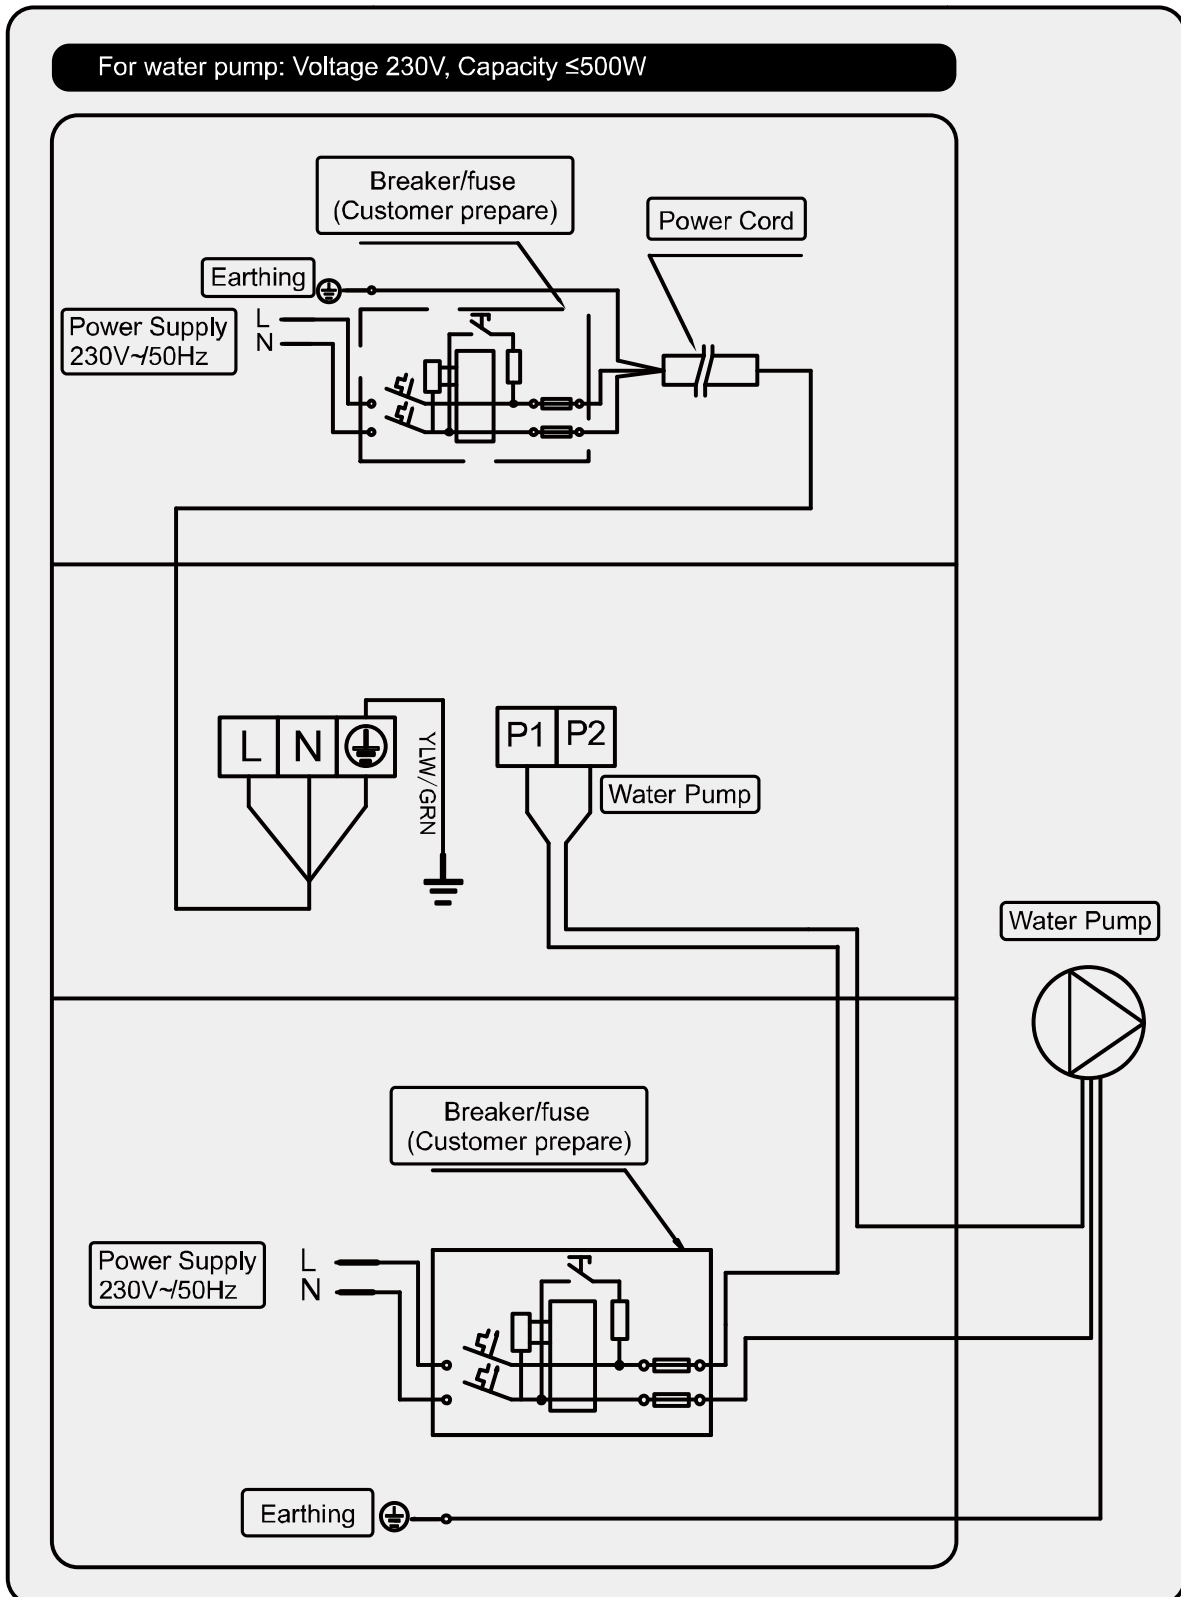 For water pump: Voltage 230V, Capacity ≤500W
Breaker/fuse
(Customer prepare)
Power Cord
Earthing
Power Supply
230V~/50Hz
L
N
L N
YLW/GRN
P1 P2
Water Pump
Water Pump
Breaker/fuse
(Customer prepare)
Power Supply
230V~/50Hz
L
N
Earthing